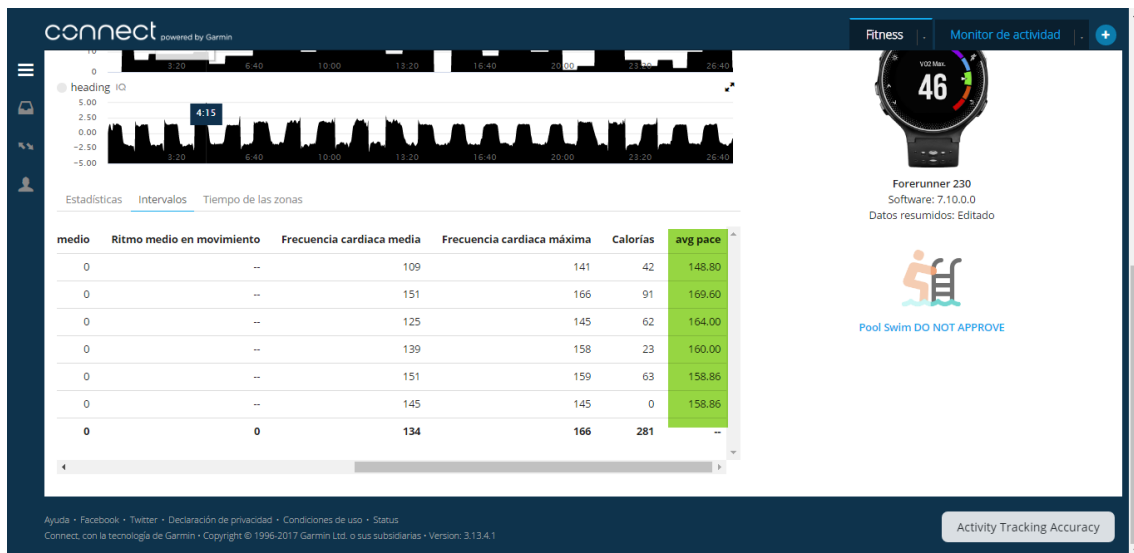 connect powered by Garmin
Fitness
Monitor de actividad
0
3:20 6:40 10:00 13:20 16:40 20:00 23:20 26:40
heading IQ
5.00
4:15
2.50
0.00
-2.50
-5.00
3:20 6:40 10:00 13:20 16:40 20:00 23:20 26:40
VO2 Max.
46
Forerunner 230
Software: 7.10.0.0
Datos resumidos: Editado
Pool Swim DO NOT APPROVE
Estadísticas Intervalos Tiempo de las zonas
medio Ritmo medio en movimiento Frecuencia cardiaca media Frecuencia cardiaca máxima Calorías avg pace
0 -- 109 141 42 148.80
0 -- 151 166 91 169.60
0 -- 125 145 62 164.00
0 -- 139 158 23 160.00
0 -- 151 159 63 158.86
0 -- 145 145 0 158.86
0 0 134 166 281 --
Ayuda • Facebook • Twitter • Declaración de privacidad • Condiciones de uso • Status
Connect, con la tecnología de Garmin • Copyright © 1996-2017 Garmin Ltd. o sus subsidiarias • Version: 3.13.4.1
Activity Tracking Accuracy